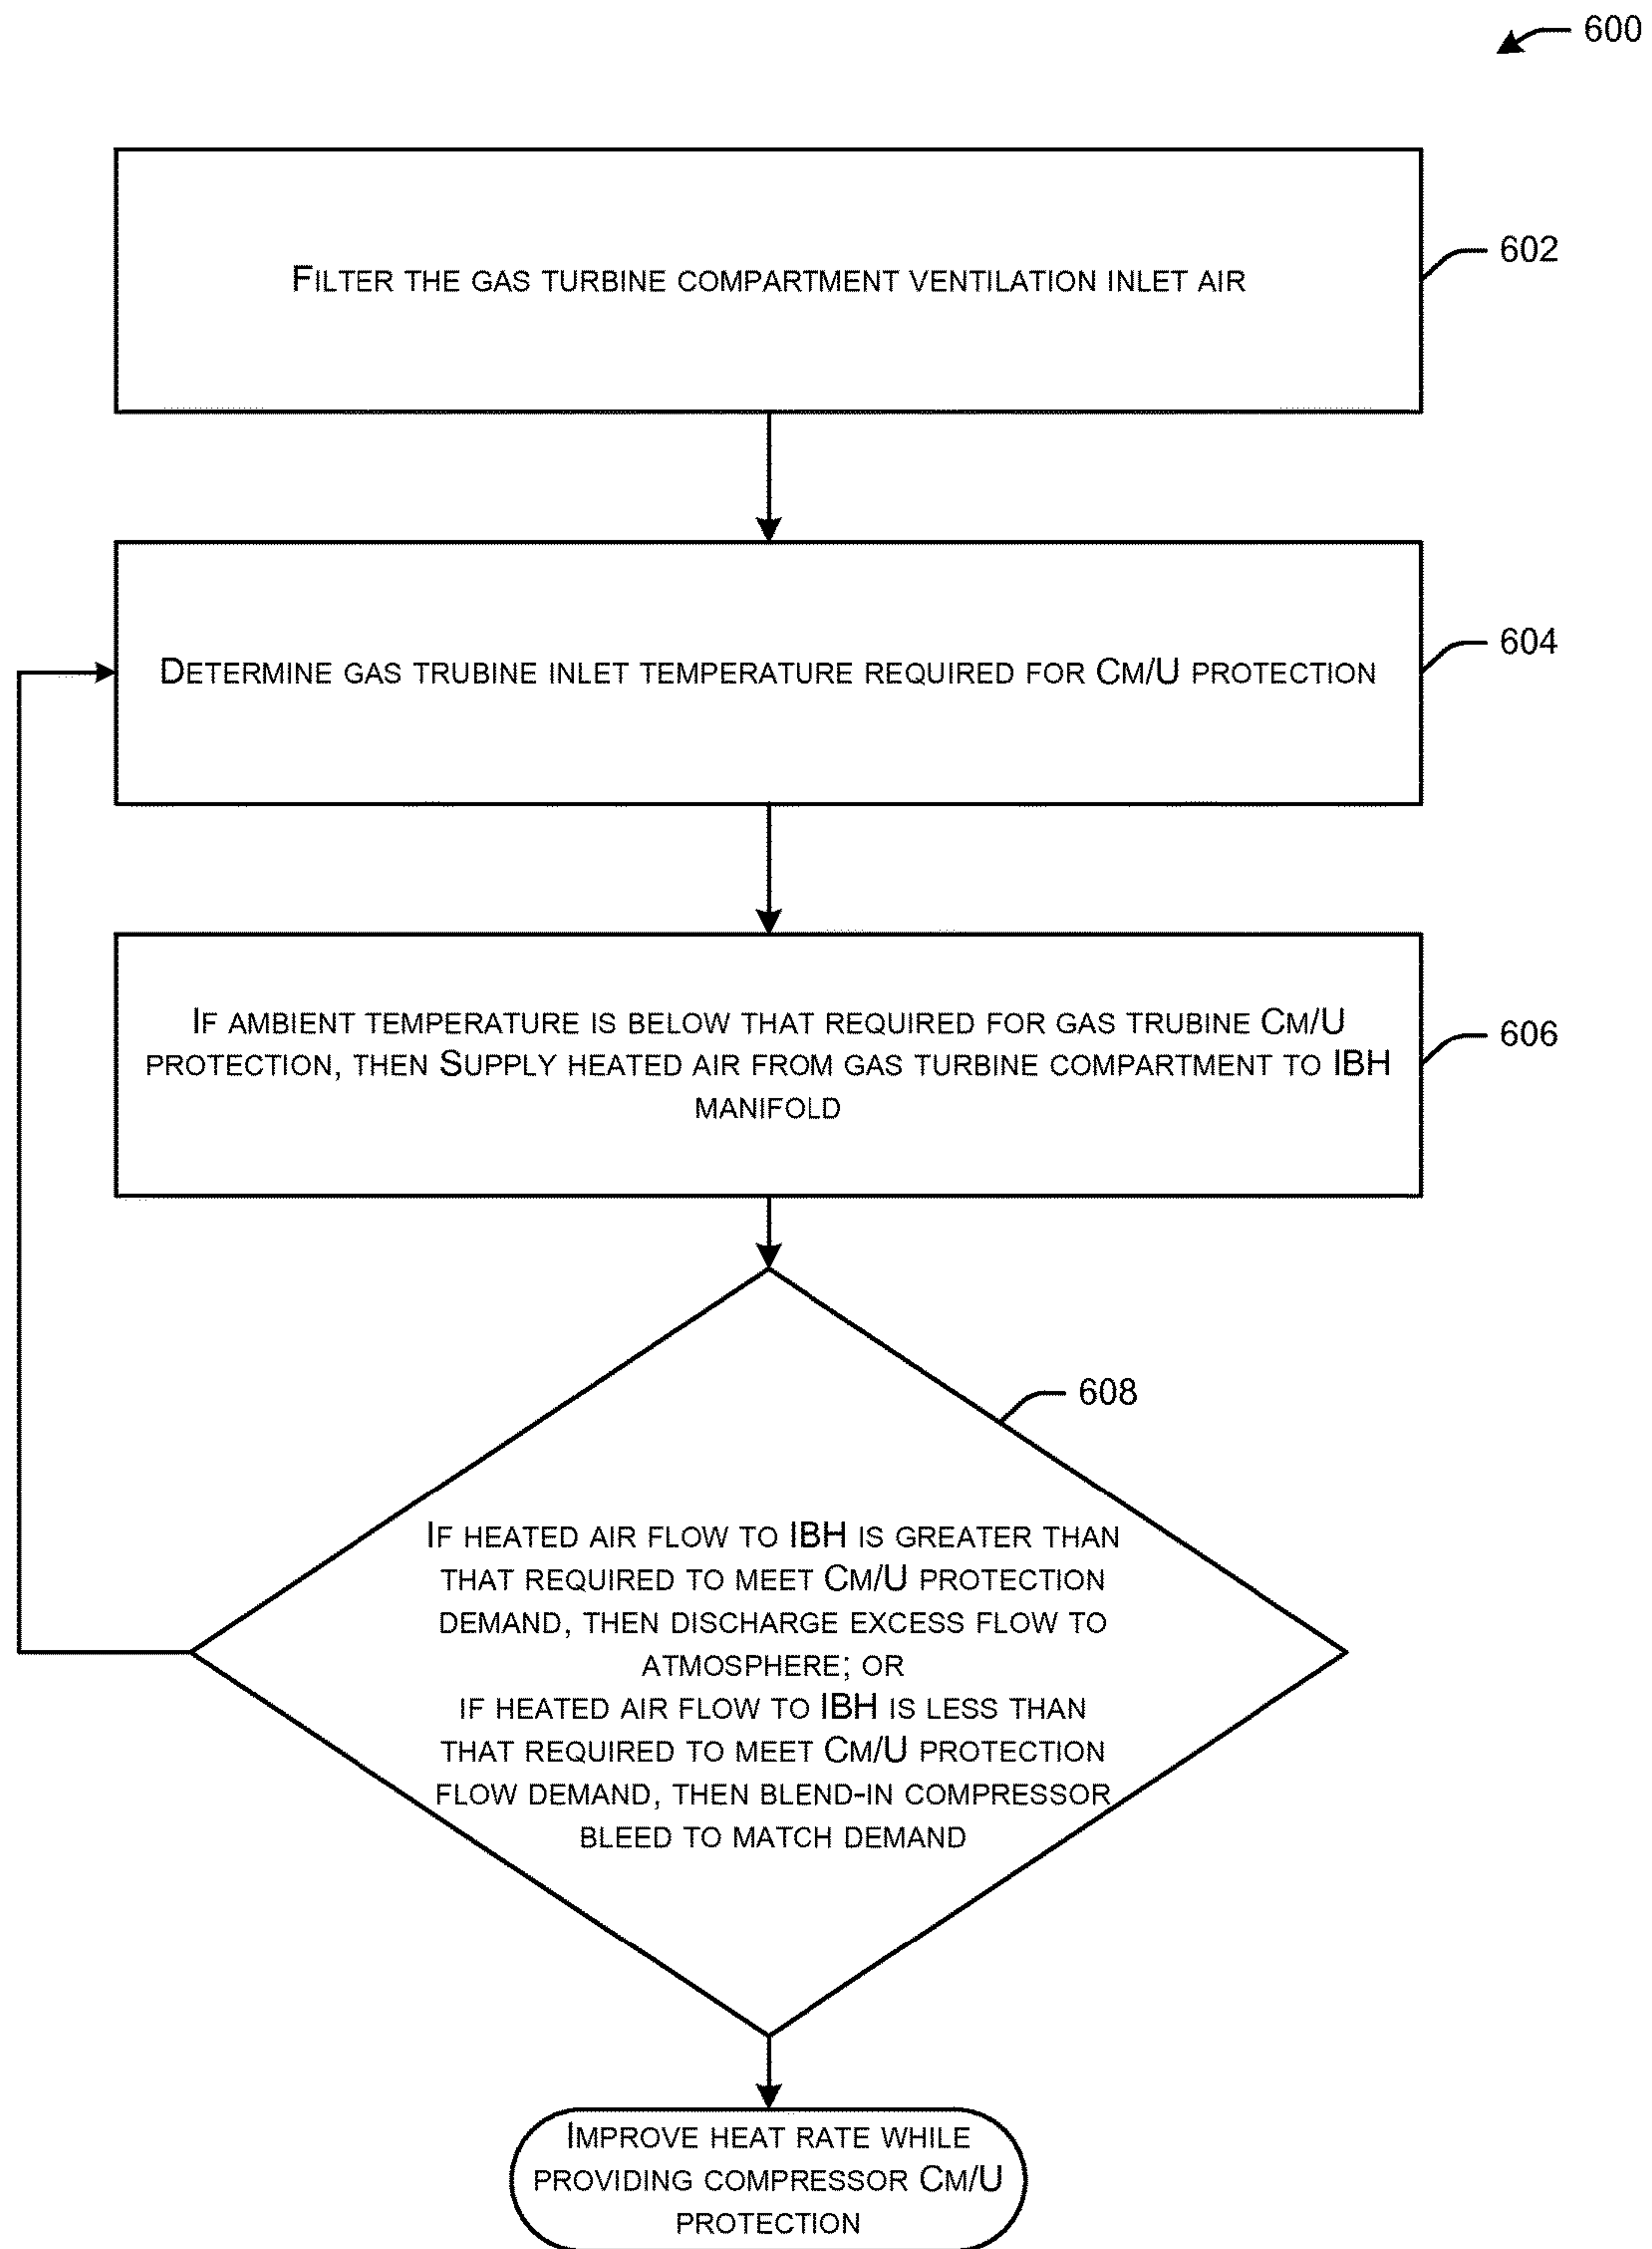 600
FILTER THE GAS TURBINE COMPARTMENT VENTILATION INLET AIR
602
DETERMINE GAS TRUBINE INLET TEMPERATURE REQUIRED FOR CM/U PROTECTION
604
IF AMBIENT TEMPERATURE IS BELOW THAT REQUIRED FOR GAS TRUBINE CM/U
PROTECTION, THEN SUPPLY HEATED AIR FROM GAS TURBINE COMPARTMENT TO IBH
MANIFOLD
606
608
IF HEATED AIR FLOW TO IBH IS GREATER THAN
THAT REQUIRED TO MEET CM/U PROTECTION
DEMAND, THEN DISCHARGE EXCESS FLOW TO
ATMOSPHERE; OR
IF HEATED AIR FLOW TO IBH IS LESS THAN
THAT REQUIRED TO MEET CM/U PROTECTION
FLOW DEMAND, THEN BLEND-IN COMPRESSOR
BLEED TO MATCH DEMAND
IMPROVE HEAT RATE WHILE
PROVIDING COMPRESSOR CM/U
PROTECTION